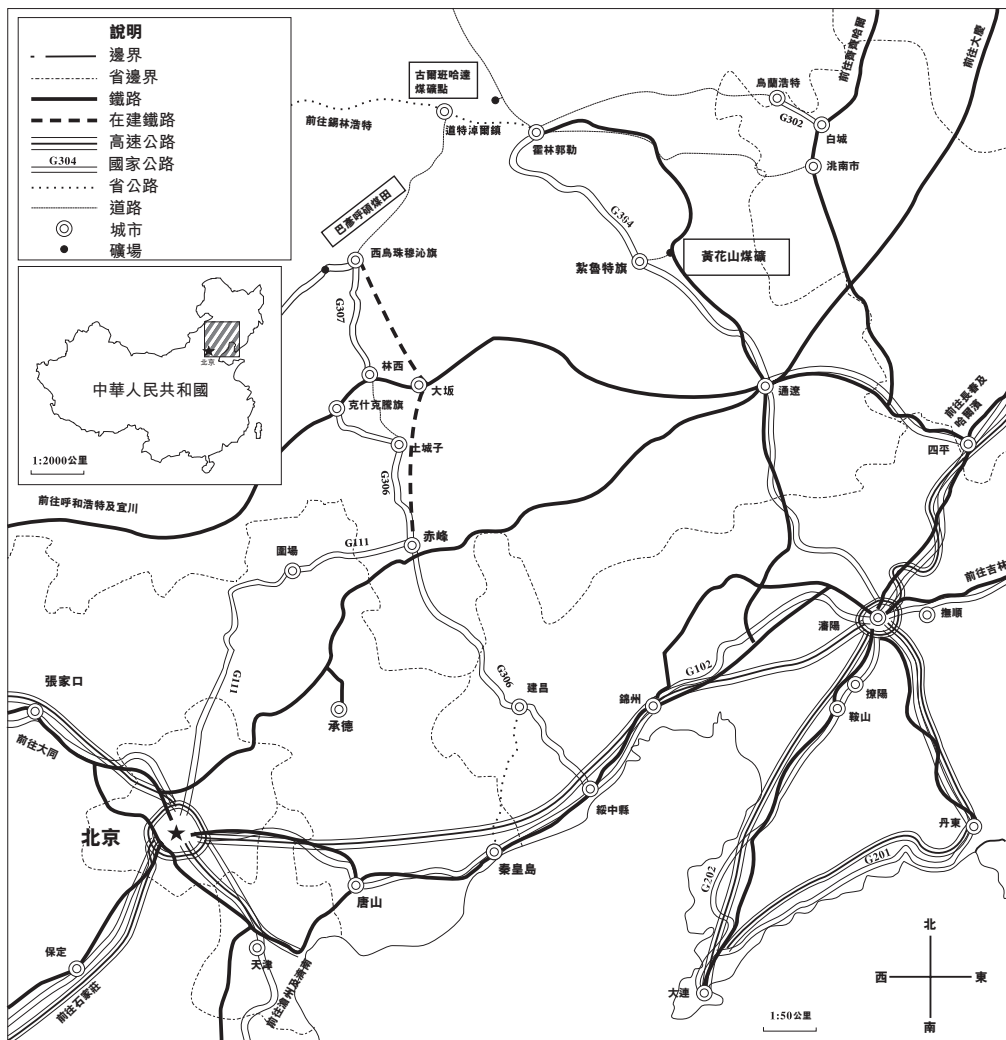 說明
邊界
省邊界
鐵路
在建鐵路
高速公路
G304
國家公路
省公路
道路
城市
礦場
北京
中華人民共和國
1:2000公里
古爾班哈達
煤礦點
前往錫林浩特
道特淖爾鎮
霍林郭勒
烏蘭浩特
G302
前往齊齊哈爾
前往大慶
白城
洮南市
巴彥呼碩煤田
西烏珠穆沁旗
G304
紮魯特旗
黃花山煤礦
G307
林西
大坂
克什克騰旗
土城子
通遼
前往長春及
哈爾濱
四平
前往呼和浩特及宜川
G306
赤峰
G111
圍場
前往吉林
瀋陽
撫順
G111
G306
G102
張家口
承德
建昌
錦州
撩陽
鞍山
前往大同
綏中縣
北京
丹東
秦皇島
G202
G201
唐山
保定
天津
前往石家莊
前往滄州及濟南
大連
1:50公里
北
西
東
南